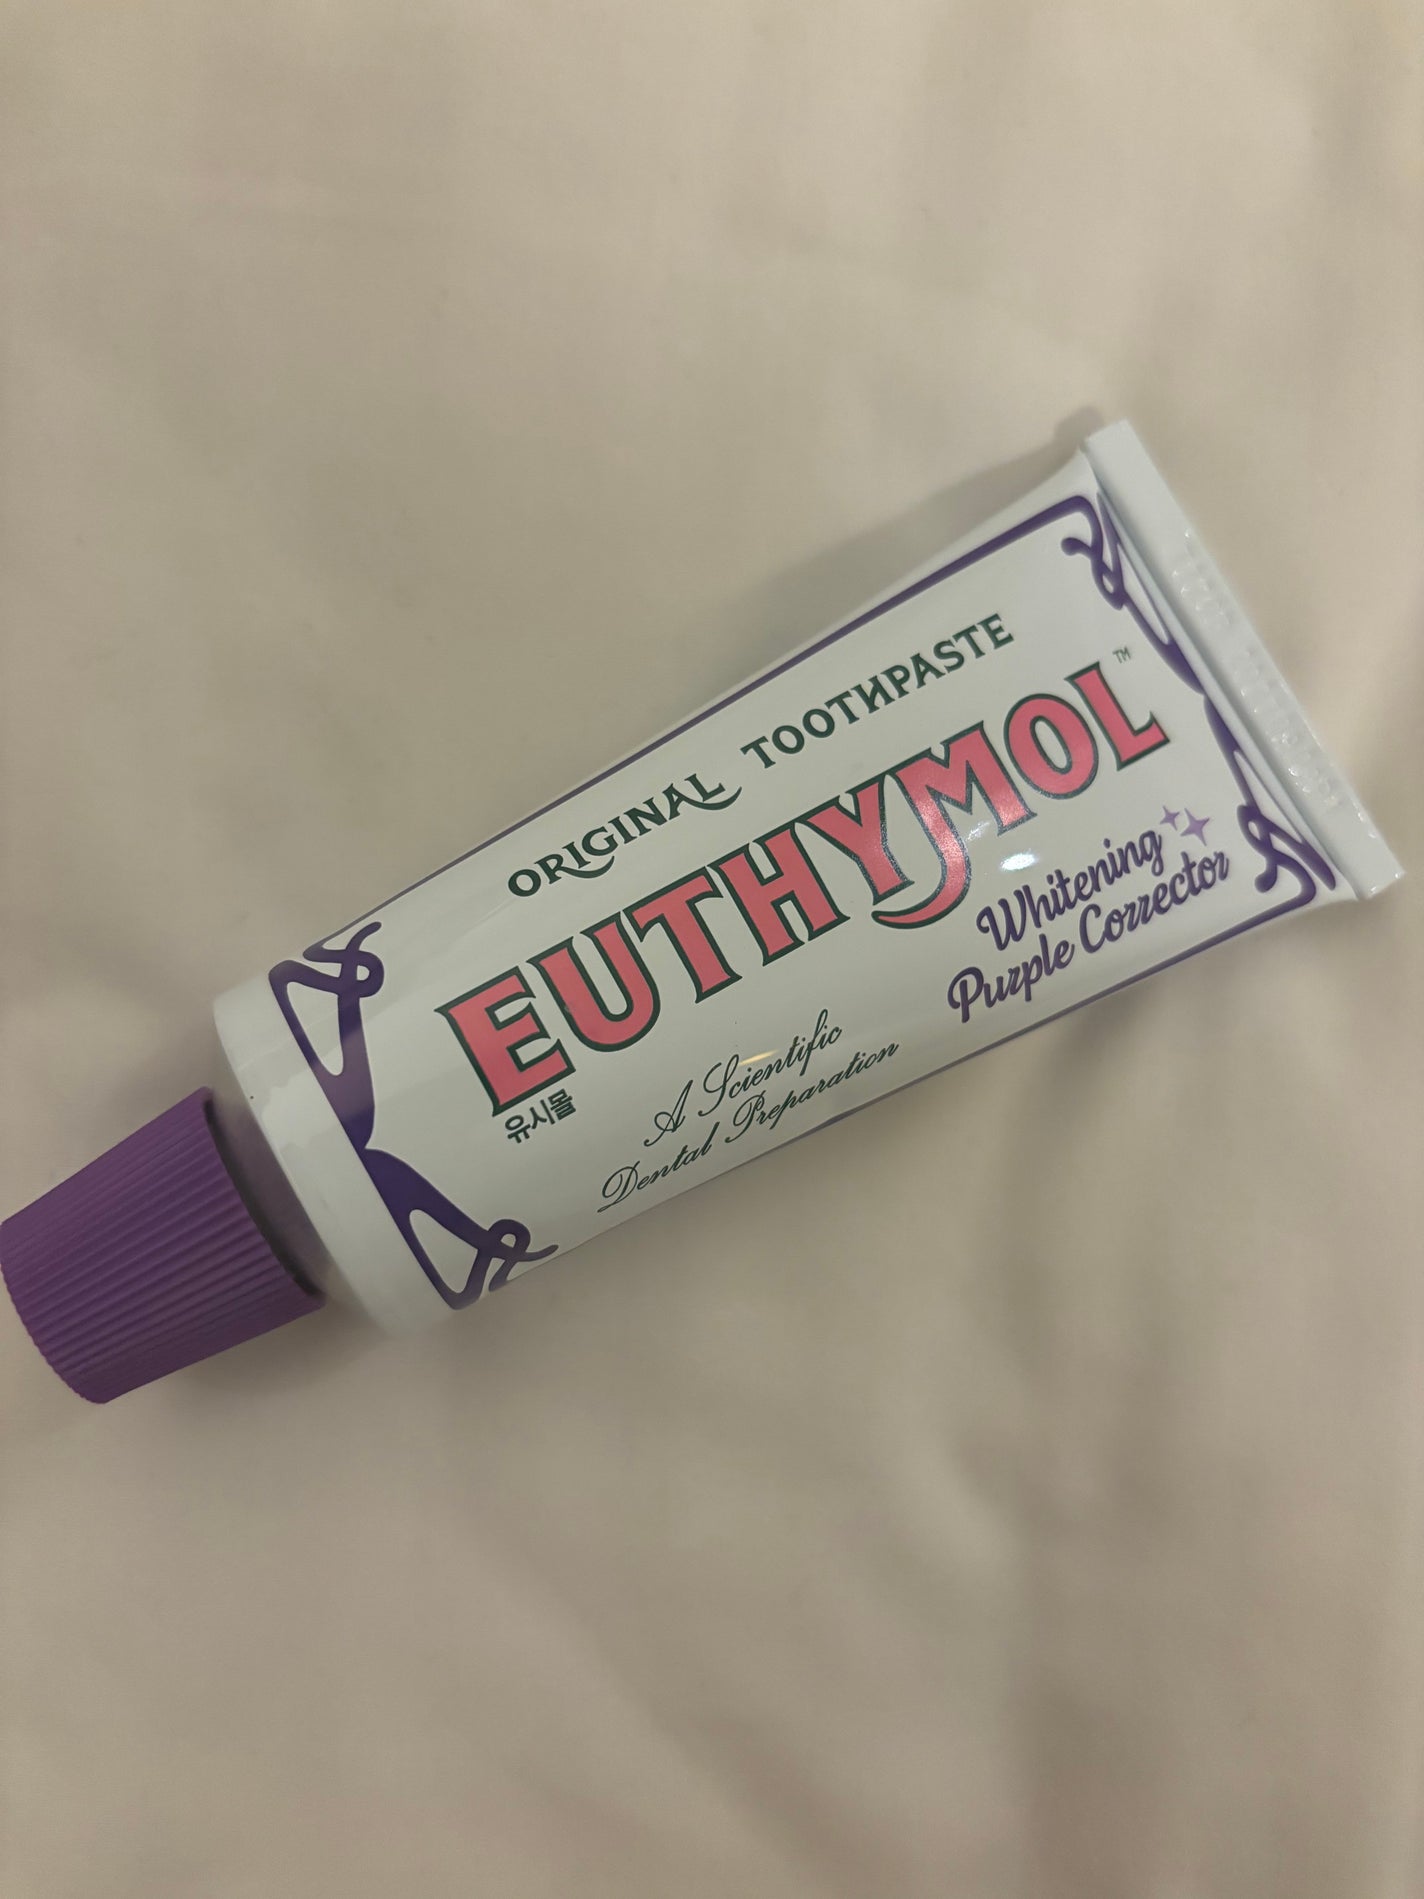 ORIGINAL TOOTHPASTE
EUTHYMOL™
유시몰
Whitening
Purple Corrector
A Scientific
Dental Preparation